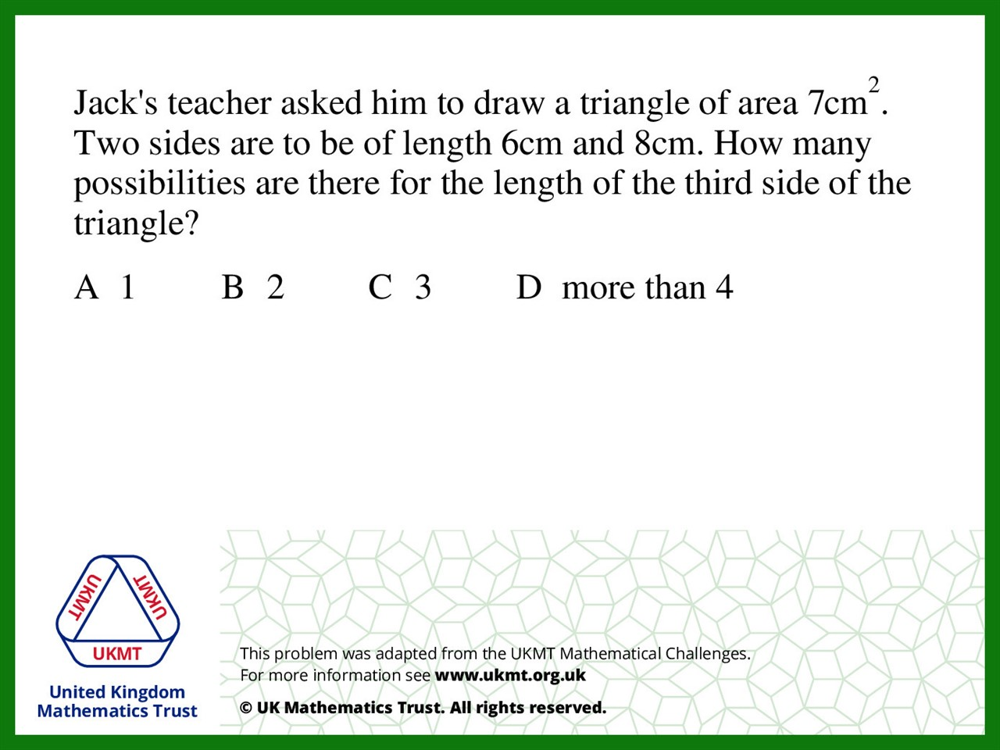 Jack's teacher asked him to draw a triangle of area 7cm².
Two sides are to be of length 6cm and 8cm. How many
possibilities are there for the length of the third side of the
triangle?
A 1 B 2 C 3 D more than 4
UKMT UKMT
UKMT
United Kingdom
Mathematics Trust
This problem was adapted from the UKMT Mathematical Challenges.
For more information see www.ukmt.org.uk
© UK Mathematics Trust. All rights reserved.